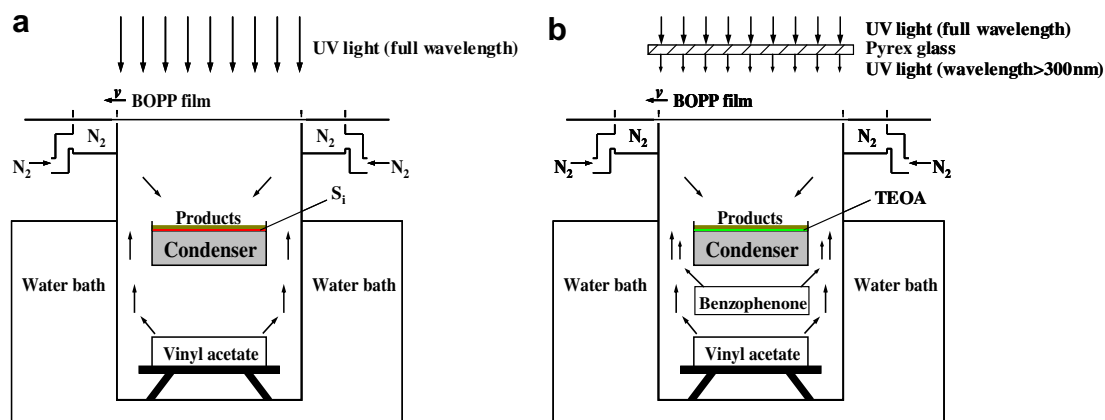 a
UV light (full wavelength)
v
BOPP film
N2
N2
N2
N2
Si
Products
Condenser
Water bath
Water bath
Vinyl acetate
b
UV light (full wavelength)
Pyrex glass
UV light (wavelength>300nm)
v
BOPP film
N2
N2
N2
N2
TEOA
Products
Condenser
Water bath
Water bath
Benzophenone
Vinyl acetate